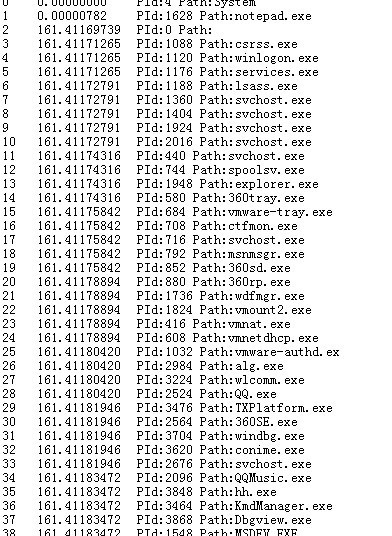 0 0.00000000 PId:4 Path:System
1 0.00000782 PId:1628 Path:notepad.exe
2 161.41169739 PId:0 Path:
3 161.41171265 PId:1088 Path:csrss.exe
4 161.41171265 PId:1120 Path:winlogon.exe
5 161.41171265 PId:1176 Path:services.exe
6 161.41172791 PId:1188 Path:lsass.exe
7 161.41172791 PId:1360 Path:svchost.exe
8 161.41172791 PId:1404 Path:svchost.exe
9 161.41172791 PId:1924 Path:svchost.exe
10 161.41172791 PId:2016 Path:svchost.exe
11 161.41174316 PId:440 Path:svchost.exe
12 161.41174316 PId:744 Path:spoolsv.exe
13 161.41174316 PId:1948 Path:explorer.exe
14 161.41174316 PId:580 Path:360tray.exe
15 161.41175842 PId:684 Path:vmware-tray.exe
16 161.41175842 PId:708 Path:ctfmon.exe
17 161.41175842 PId:716 Path:svchost.exe
18 161.41175842 PId:792 Path:msnmsgr.exe
19 161.41175842 PId:852 Path:360sd.exe
20 161.41178894 PId:880 Path:360rp.exe
21 161.41178894 PId:1736 Path:wdfmgr.exe
22 161.41178894 PId:1824 Path:vmount2.exe
23 161.41178894 PId:416 Path:vmnat.exe
24 161.41178894 PId:608 Path:vmnetdhcp.exe
25 161.41180420 PId:1032 Path:vmware-authd.ex
26 161.41180420 PId:2984 Path:alg.exe
27 161.41180420 PId:3224 Path:wlcomm.exe
28 161.41180420 PId:2524 Path:QQ.exe
29 161.41181946 PId:3476 Path:TXPlatform.exe
30 161.41181946 PId:2564 Path:360SE.exe
31 161.41181946 PId:3704 Path:windbg.exe
32 161.41181946 PId:3620 Path:conime.exe
33 161.41181946 PId:2676 Path:svchost.exe
34 161.41183472 PId:2096 Path:QQMusic.exe
35 161.41183472 PId:3848 Path:hh.exe
36 161.41183472 PId:3464 Path:KmdManager.exe
37 161.41183472 PId:3868 Path:Dbgview.exe
38 161.41183472 PId:1548 Path:MSDEV.EXE